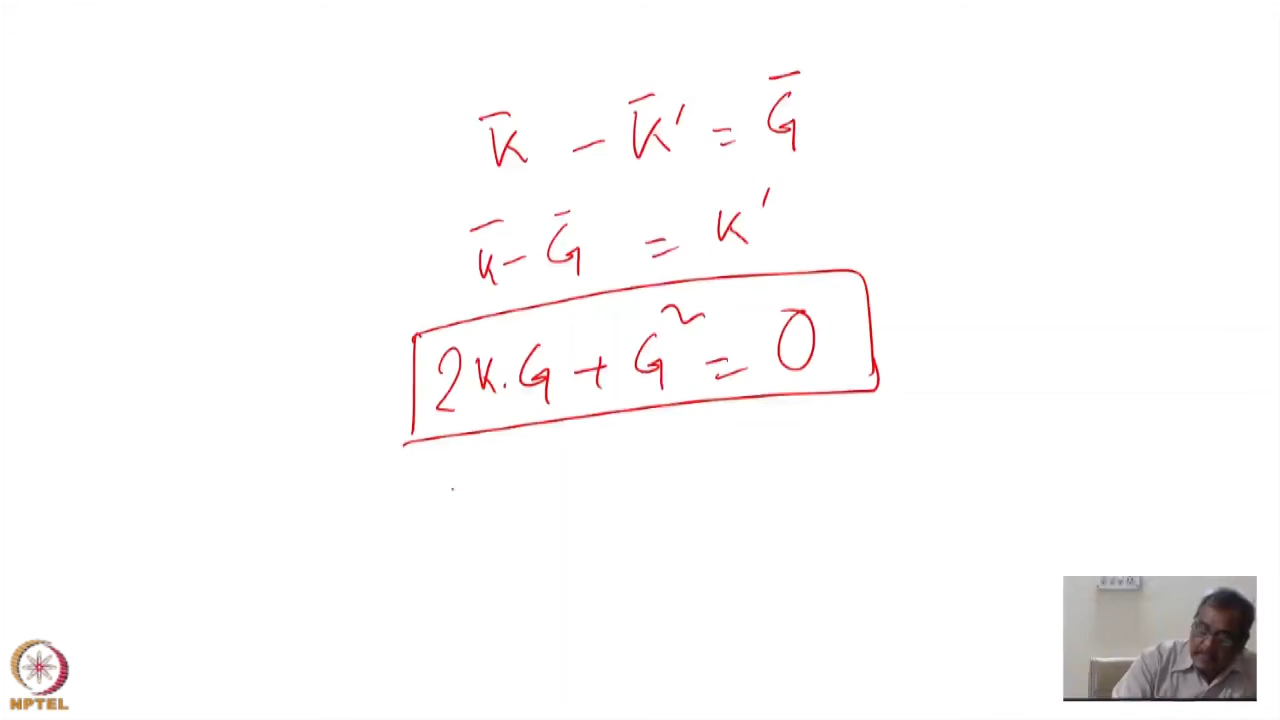 K̄ - K̄' = Ḡ
K̄ - Ḡ = K'
2K.G + G² = 0
NPTEL